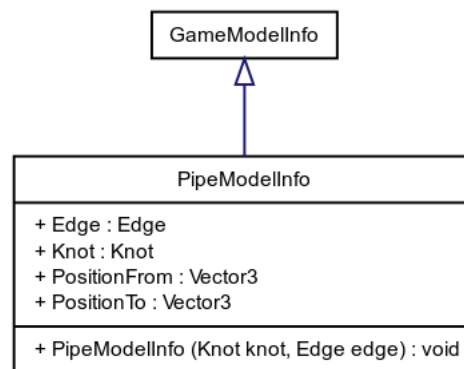 GameModelInfo
PipeModelInfo
+ Edge : Edge
+ Knot : Knot
+ PositionFrom : Vector3
+ PositionTo : Vector3
+ PipeModelInfo (Knot knot, Edge edge) : void